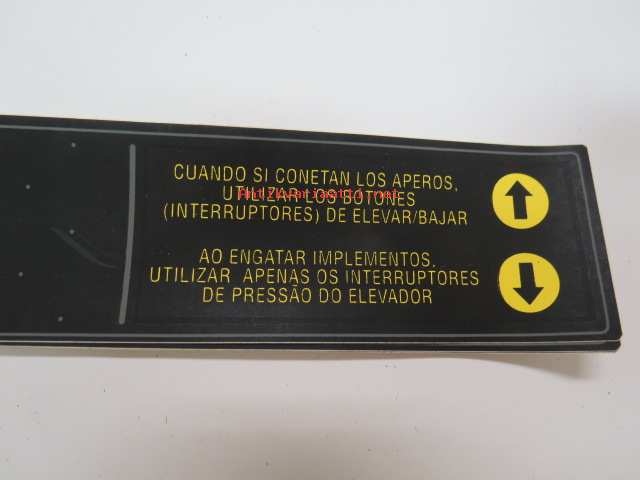 CUANDO SI CONETAN LOS APEROS,
UTILIZAR LOS BOTONES
(INTERRUPTORES) DE ELEVAR/BAJAR
AO ENGATAR IMPLEMENTOS,
UTILIZAR APENAS OS INTERRUPTORES
DE PRESSÃO DO ELEVADOR